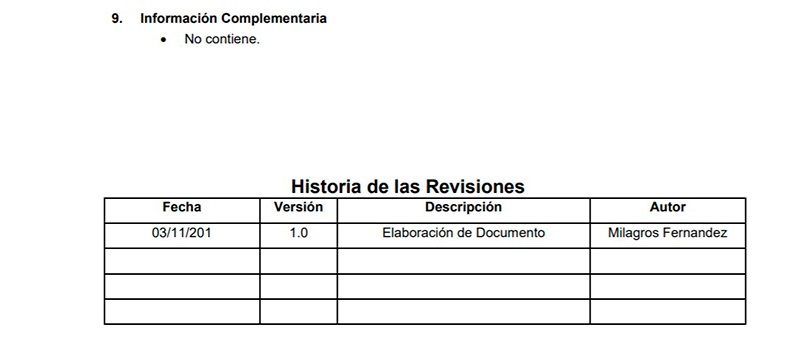 9. Información Complementaria
• No contiene.
Historia de las Revisiones
Fecha Versión Descripción Autor
03/11/201 1.0 Elaboración de Documento Milagros Fernandez